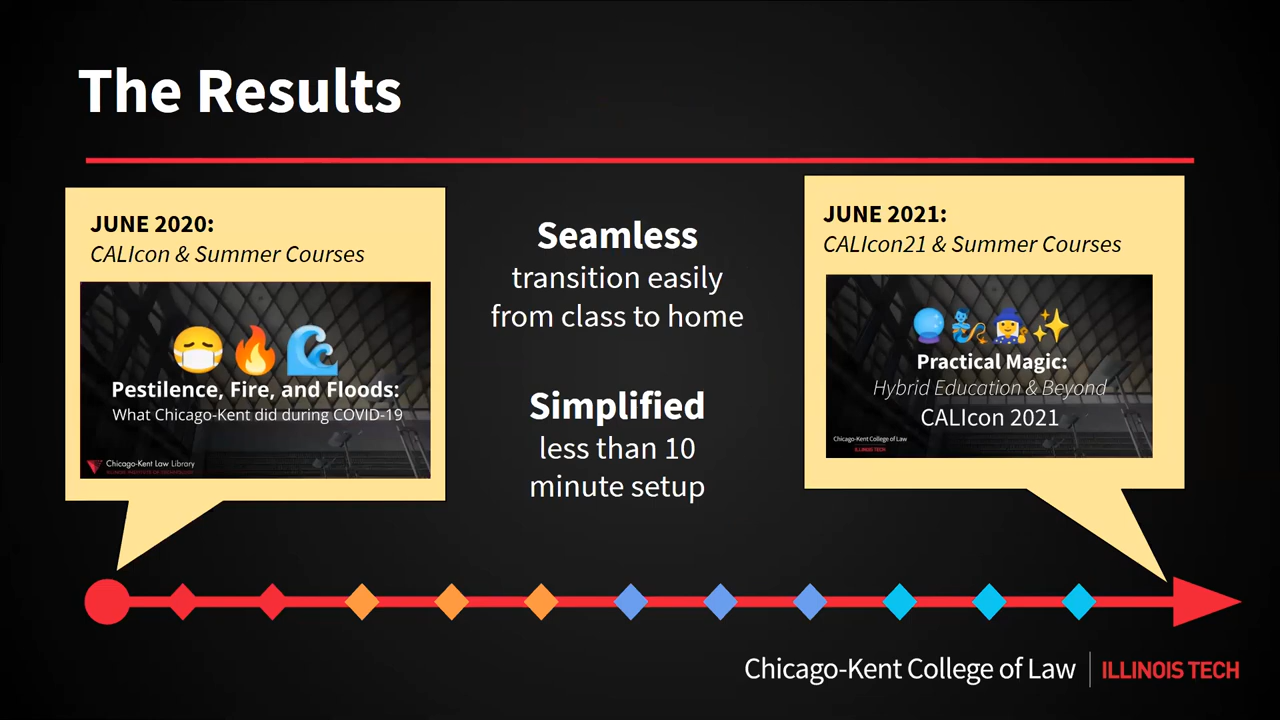 The Results
JUNE 2020:
CALIcon & Summer Courses
Pestilence, Fire, and Floods:
What Chicago-Kent did during COVID-19
Chicago-Kent Law Library
Seamless
transition easily
from class to home
Simplified
less than 10
minute setup
JUNE 2021:
CALIcon21 & Summer Courses
Practical Magic:
Hybrid Education & Beyond
CALIcon 2021
Chicago-Kent College of Law
ILLINOIS TECH
Chicago-Kent College of Law | ILLINOIS TECH